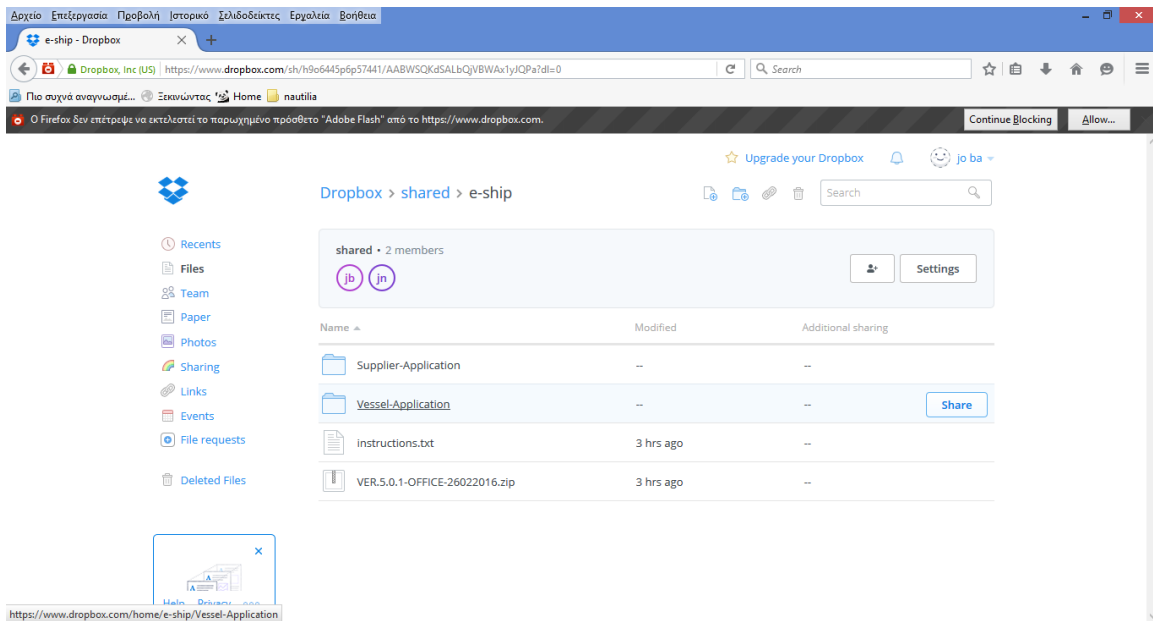 Αρχείο Επεξεργασία Προβολή Ιστορικό Σελιδοδείκτες Εργαλεία Βοήθεια
e-ship - Dropbox
Dropbox, Inc (US) https://www.dropbox.com/sh/h9o6445p6p57441/AABWSQKdSALbQjVBWAx1yJQPa?dl=0 Search
Πιο συχνά αναγνωσμέ... Ξεκινώντας Home nautilia
Ο Firefox δεν επέτρεψε να εκτελεστεί το παρωχημένο πρόσθετο "Adobe Flash" από το https://www.dropbox.com. Continue Blocking Allow...
Upgrade your Dropbox jo ba
Dropbox > shared > e-ship Search
Recents
Files
Team
Paper
Photos
Sharing
Links
Events
File requests
Deleted Files
shared • 2 members
jb jn Settings
Name Modified Additional sharing
Supplier-Application -- --
Vessel-Application -- -- Share
instructions.txt 3 hrs ago --
VER.5.0.1-OFFICE-26022016.zip 3 hrs ago --
A
A
Help Privacy
https://www.dropbox.com/home/e-ship/Vessel-Application